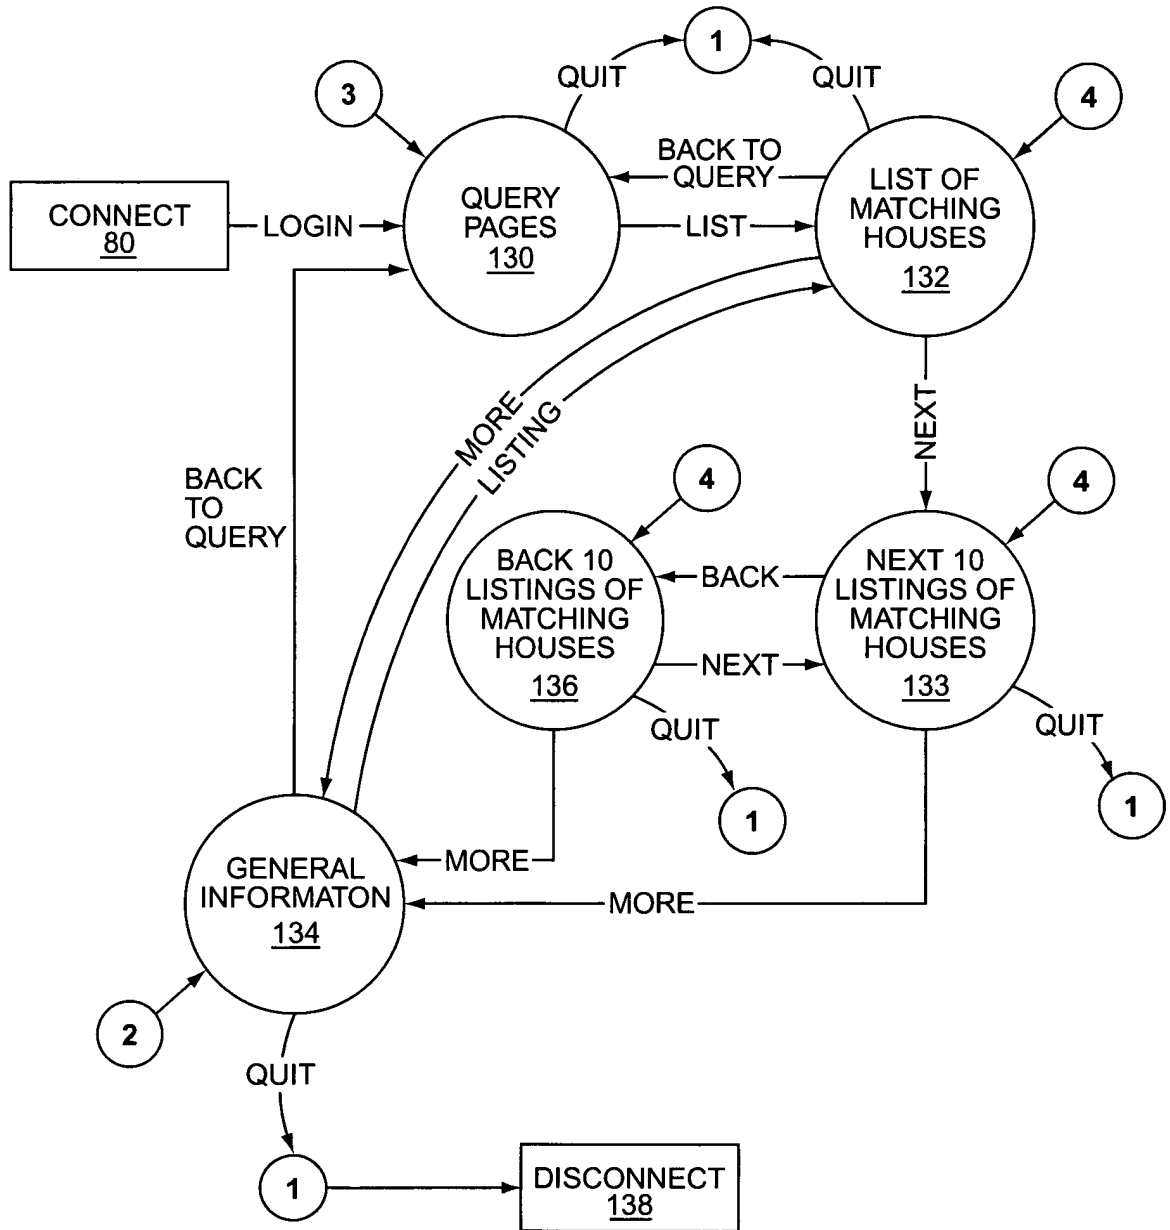 1
QUIT
QUIT
3
4
BACK TO
QUERY
QUERY
PAGES
130
LIST OF
MATCHING
HOUSES
132
CONNECT
80
LOGIN
LIST
MORE
LISTING
NEXT
BACK
TO
QUERY
4
4
BACK 10
LISTINGS OF
MATCHING
HOUSES
136
BACK
NEXT
NEXT 10
LISTINGS OF
MATCHING
HOUSES
133
QUIT
QUIT
1
1
MORE
MORE
GENERAL
INFORMATON
134
2
QUIT
1
DISCONNECT
138